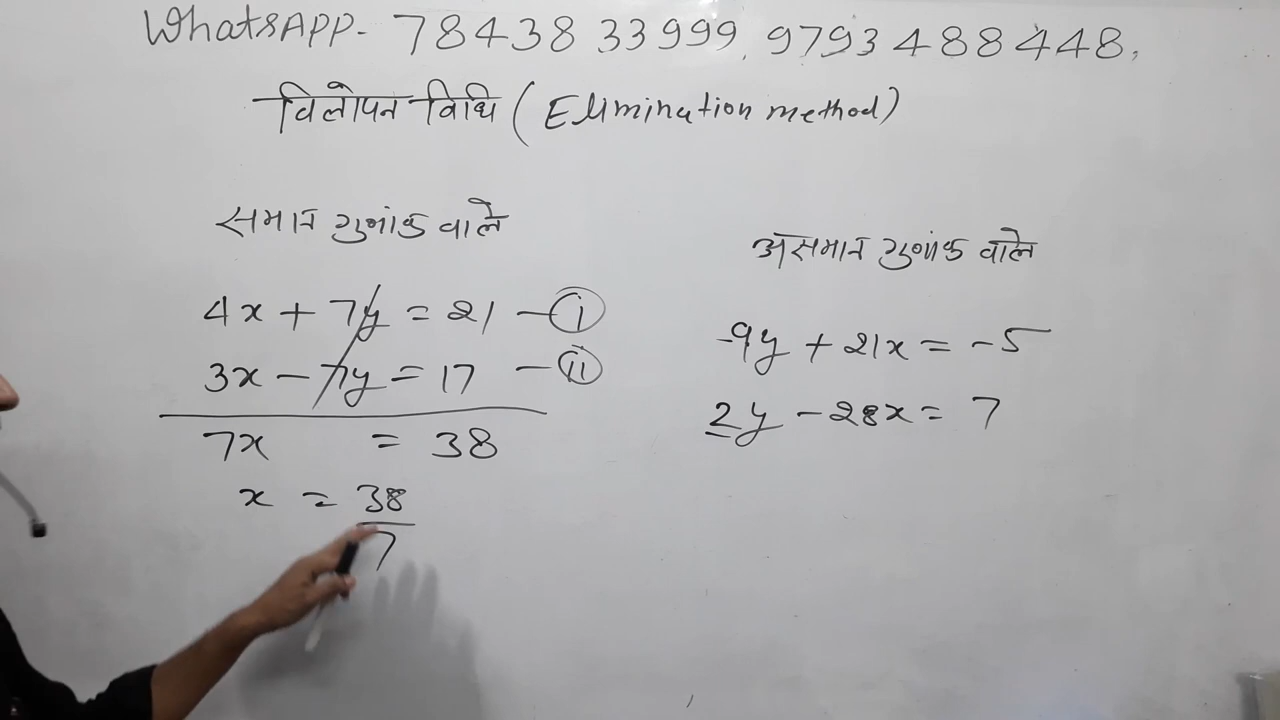 WhatsAPP- 78438 33999, 9793488448,
विलोपन विधि (Elimination method)
समान गुणांक वाले
4x + 7y = 21 - (i)
3x - 7y = 17 - (ii)
7x = 38
x = 38/7
असमान गुणांक वाले
-9y + 21x = -5
2y - 28x = 7